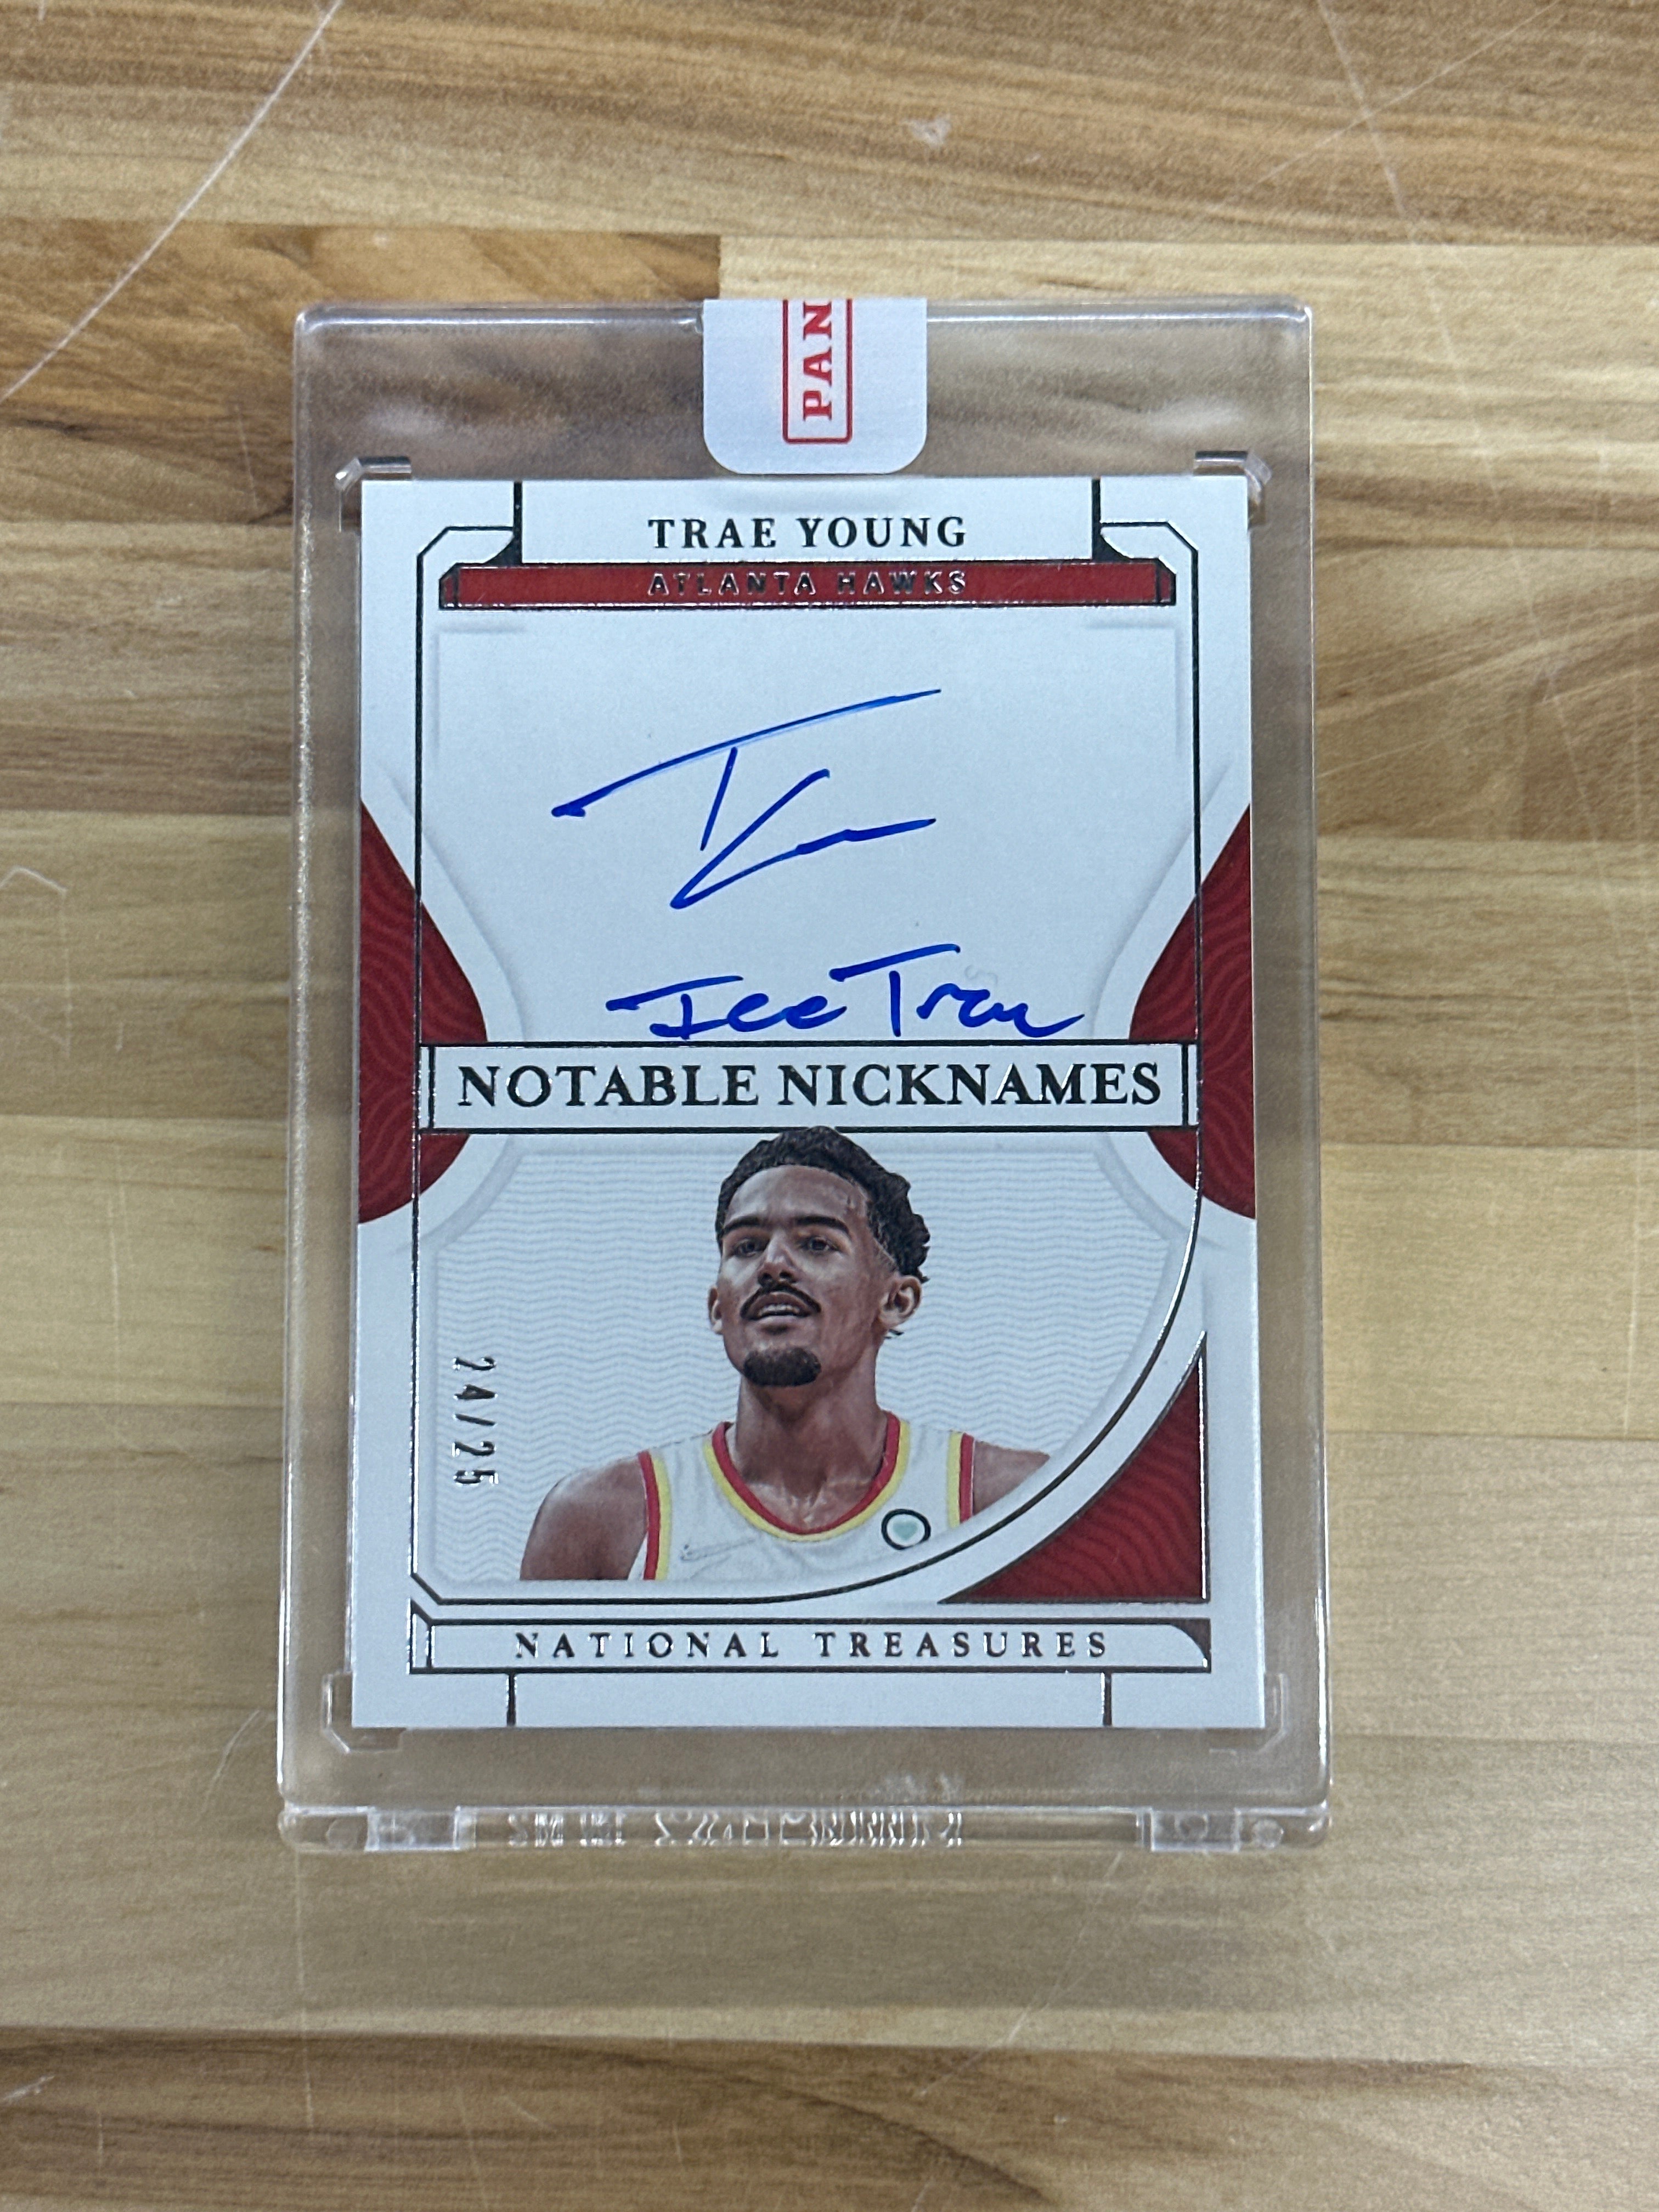 PAN
TRAE YOUNG
ATLANTA HAWKS
Ice Trae
NOTABLE NICKNAMES
24/25
NATIONAL TREASURES